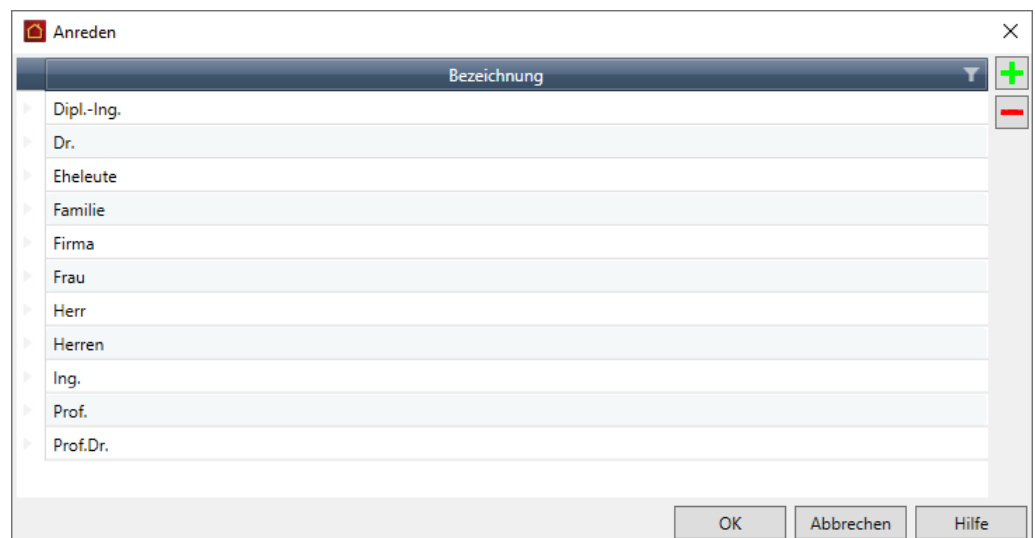 Anreden
Bezeichnung
Dipl.-Ing.
Dr.
Eheleute
Familie
Firma
Frau
Herr
Herren
Ing.
Prof.
Prof.Dr.
OK Abbrechen Hilfe